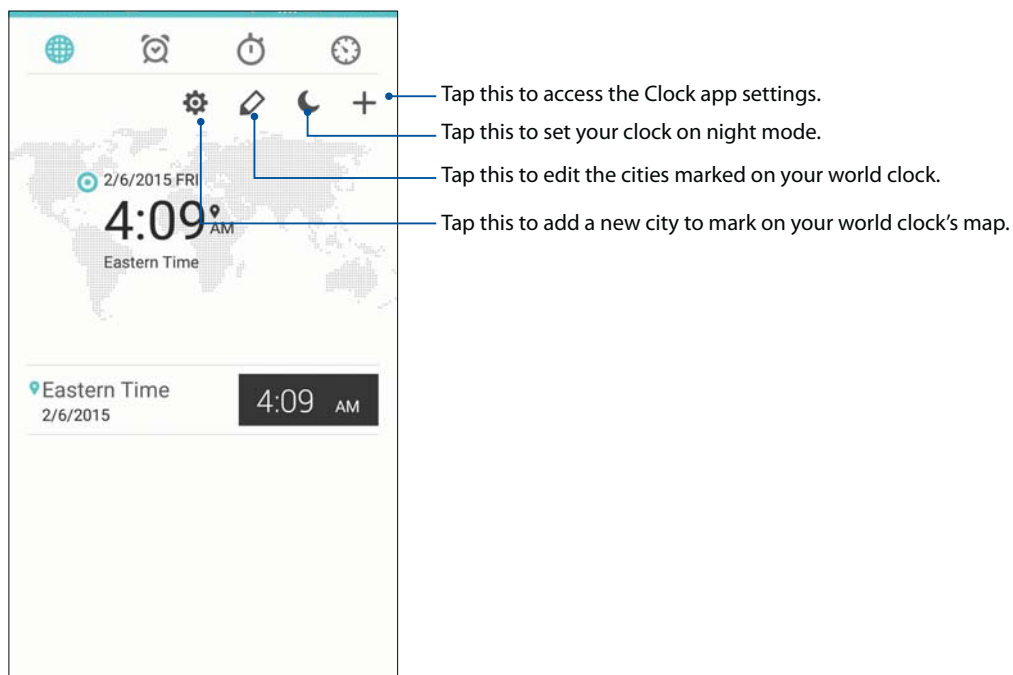 Tap this to access the Clock app settings.
Tap this to set your clock on night mode.
Tap this to edit the cities marked on your world clock.
2/6/2015 FRI
4:09 AM
Tap this to add a new city to mark on your world clock's map.
Eastern Time
Eastern Time
4:09 AM
2/6/2015